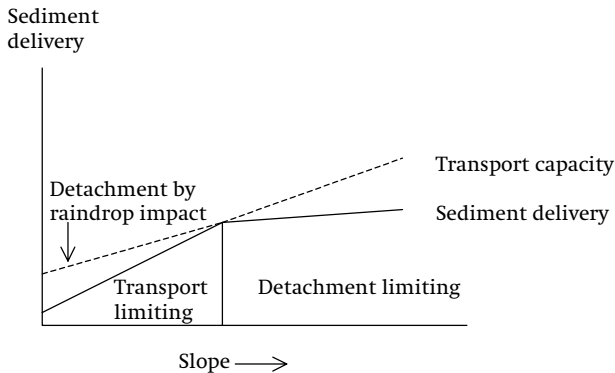 Sediment
delivery
Transport capacity
Detachment by
raindrop impact
Sediment delivery
Transport
limiting
Detachment limiting
Slope